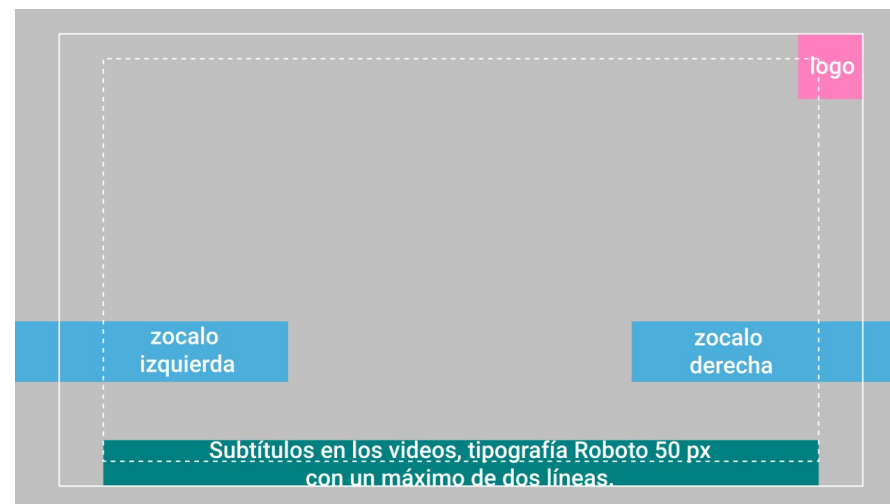 logo
zocalo
izquierda
zocalo
derecha
Subtítulos en los videos, tipografía Roboto 50 px
con un máximo de dos líneas.